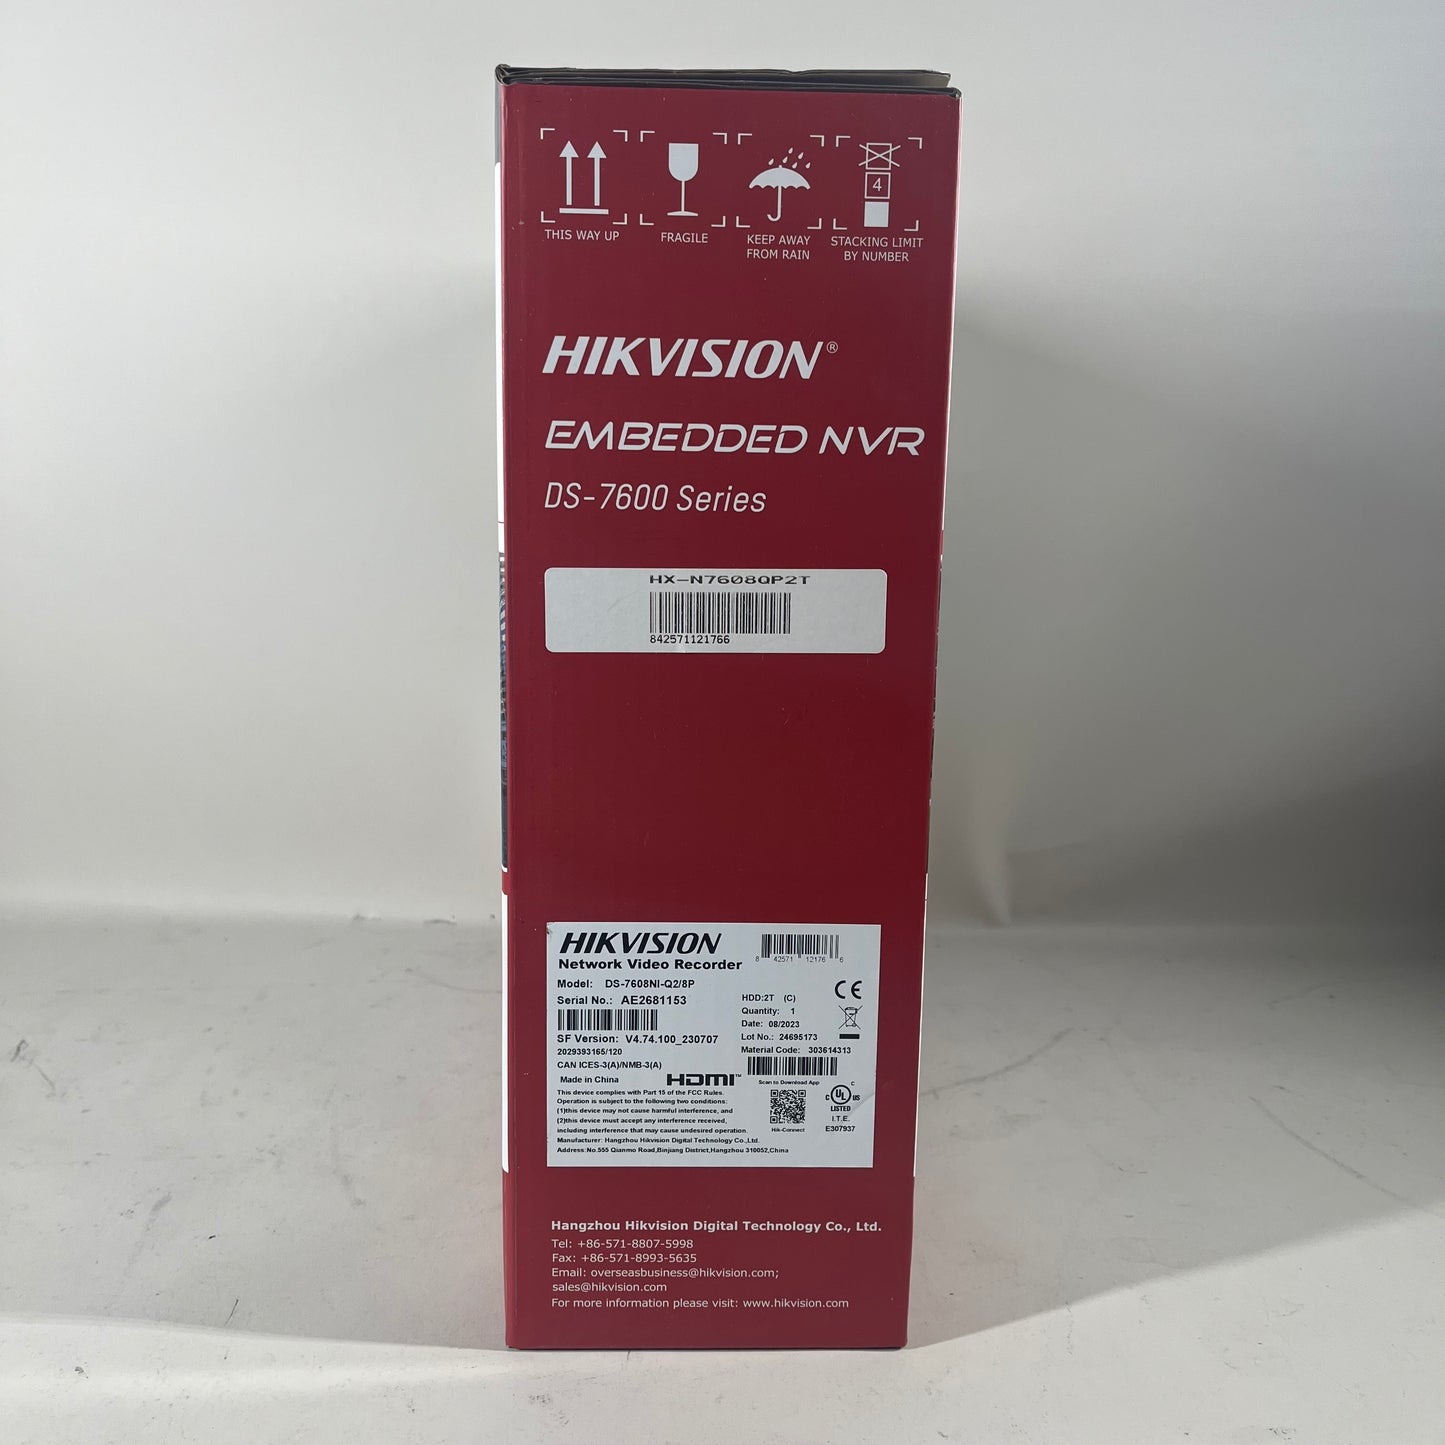 THIS WAY UP
FRAGILE
KEEP AWAY
FROM RAIN
4
STACKING LIMIT
BY NUMBER
HIKVISION®
EMBEDDED NVR
DS-7600 Series
HX-N7608QP2T
842571121766
HIKVISION
Network Video Recorder
8 42571 12176 6
Model: DS-7608NI-Q2/8P
Serial No.: AE2681153
HDD:2T (C)
Quantity: 1
Date: 08/2023
SF Version: V4.74.100_230707
Lot No.: 24695173
2029393165/120
Material Code: 303614313
CAN ICES-3(A)/NMB-3(A)
Made in China
HDMI™
Scan to Download App
This device complies with Part 15 of the FCC Rules.
Operation is subject to the following two conditions:
(1)this device may not cause harmful interference, and
(2)this device must accept any interference received,
including interference that may cause undesired operation.
Hik-Connect
CE
C UL US
LISTED
I.T.E.
E307937
Manufacturer: Hangzhou Hikvision Digital Technology Co.,Ltd.
Address:No.555 Qianmo Road,Binjiang District,Hangzhou 310052,China
Hangzhou Hikvision Digital Technology Co., Ltd.
Tel: +86-571-8807-5998
Fax: +86-571-8993-5635
Email: overseasbusiness@hikvision.com;
sales@hikvision.com
For more information please visit: www.hikvision.com